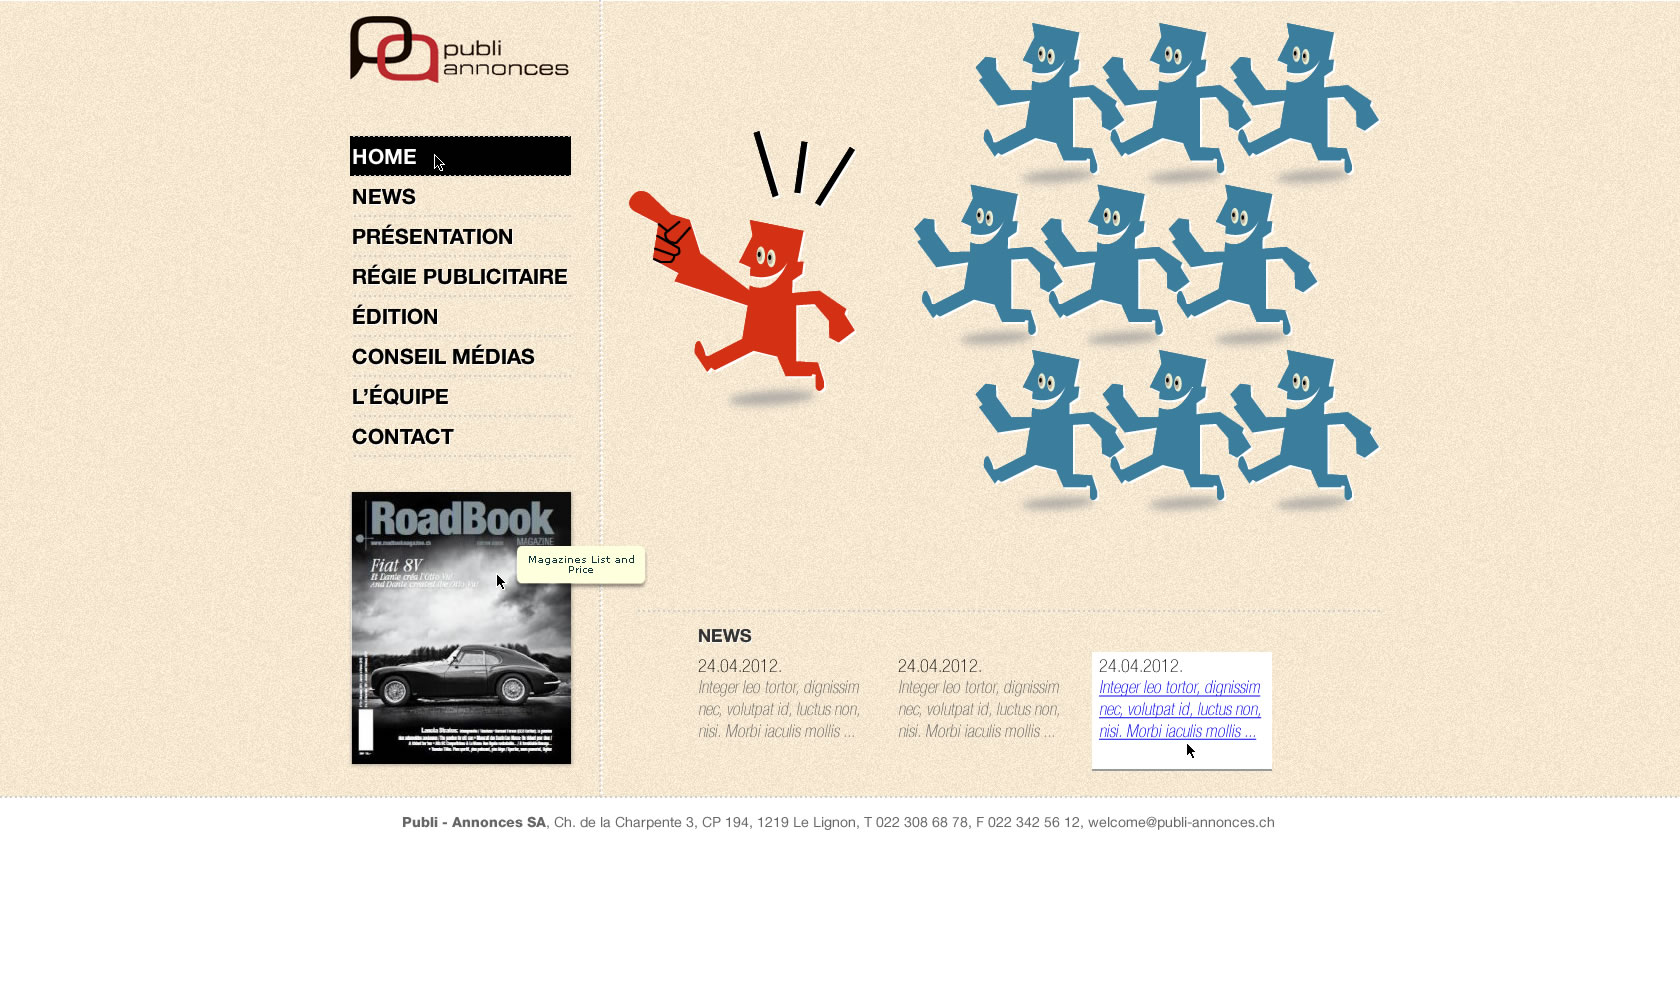 publi
annonces
HOME
NEWS
PRÉSENTATION
RÉGIE PUBLICITAIRE
ÉDITION
CONSEIL MÉDIAS
L'ÉQUIPE
CONTACT
RoadBook
MAGAZINE
Fiat 8V
Magazines List and
Price
NEWS
24.04.2012.
Integer leo tortor, dignissim
nec, volutpat id, luctus non,
nisi. Morbi iaculis mollis ...
24.04.2012.
Integer leo tortor, dignissim
nec, volutpat id, luctus non,
nisi. Morbi iaculis mollis ...
24.04.2012.
Integer leo tortor, dignissim
nec, volutpat id, luctus non,
nisi. Morbi iaculis mollis ...
Publi - Annonces SA, Ch. de la Charpente 3, CP 194, 1219 Le Lignon, T 022 308 68 78, F 022 342 56 12, welcome@publi-annonces.ch